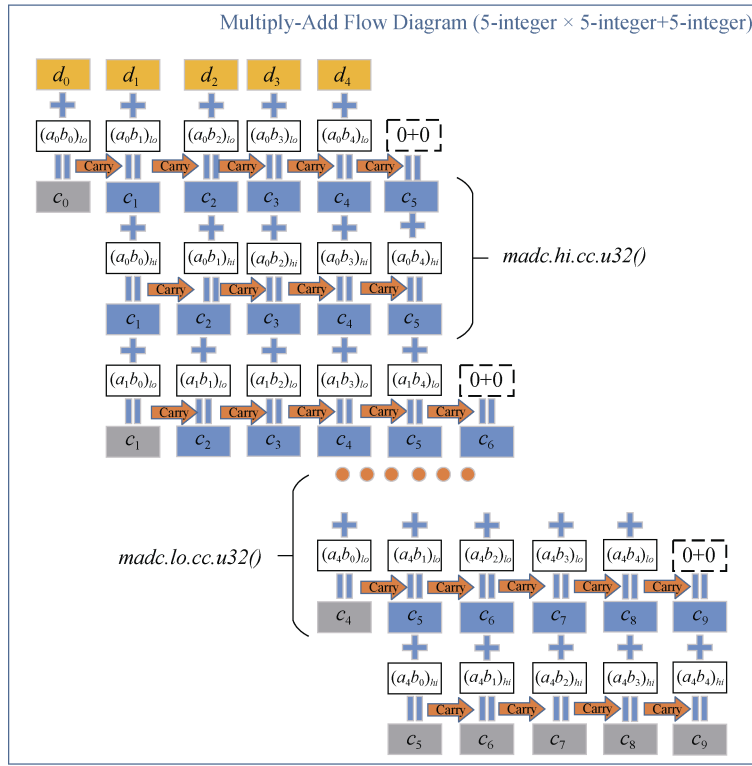 Multiply-Add Flow Diagram (5-integer × 5-integer+5-integer)
d₀ d₁ d₂ d₃ d₄
(a₀b₀)lo (a₀b₁)lo (a₀b₂)lo (a₀b₃)lo (a₀b₄)lo 0+0
Carry Carry Carry Carry Carry
c₀ c₁ c₂ c₃ c₄ c₅
(a₀b₀)hi (a₀b₁)hi (a₀b₂)hi (a₀b₃)hi (a₀b₄)hi
madc.hi.cc.u32()
Carry Carry Carry Carry
c₁ c₂ c₃ c₄ c₅
(a₁b₀)lo (a₁b₁)lo (a₁b₂)lo (a₁b₃)lo (a₁b₄)lo 0+0
Carry Carry Carry Carry Carry
c₁ c₂ c₃ c₄ c₅ c₆
madc.lo.cc.u32()
(a₄b₀)lo (a₄b₁)lo (a₄b₂)lo (a₄b₃)lo (a₄b₄)lo 0+0
Carry Carry Carry Carry Carry
c₄ c₅ c₆ c₇ c₈ c₉
(a₄b₀)hi (a₄b₁)hi (a₄b₂)hi (a₄b₃)hi (a₄b₄)hi
Carry Carry Carry Carry
c₅ c₆ c₇ c₈ c₉